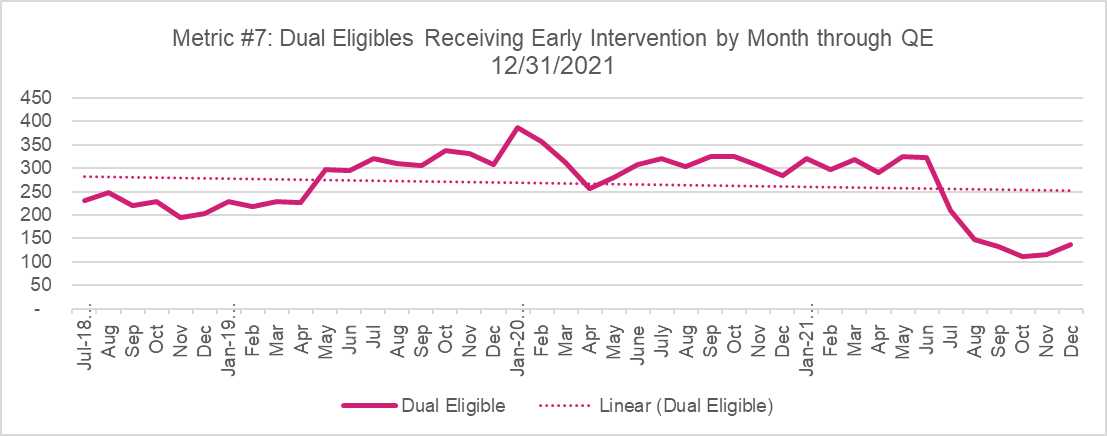 Metric #7: Dual Eligibles Receiving Early Intervention by Month through QE
12/31/2021
450
400
350
300
250
200
150
100
50
-
Jul-18...
Aug
Sep
Oct
Nov
Dec
Jan-19...
Feb
Mar
Apr
May
Jun
Jul
Aug
Sep
Oct
Nov
Dec
Jan-20...
Feb
Mar
Apr
May
June
Jul
Aug
Sep
Oct
Nov
Dec
Jan-21...
Feb
Mar
Apr
May
Jun
Jul
Aug
Sep
Oct
Nov
Dec
Dual Eligible
Linear (Dual Eligible)